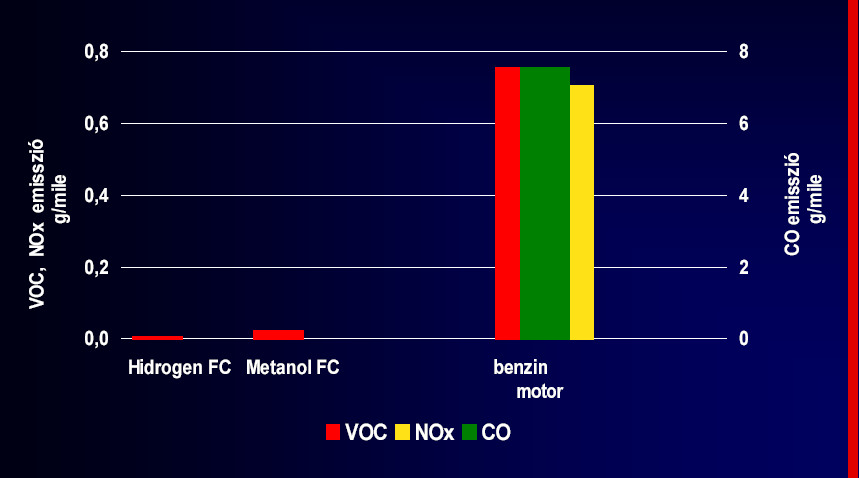 0,8
0,6
0,4
0,2
0,0
VOC, NOx emisszió
g/mile
8
6
4
2
0
CO emisszió
g/mile
Hidrogen FC
Metanol FC
benzin
motor
VOC
NOx
CO